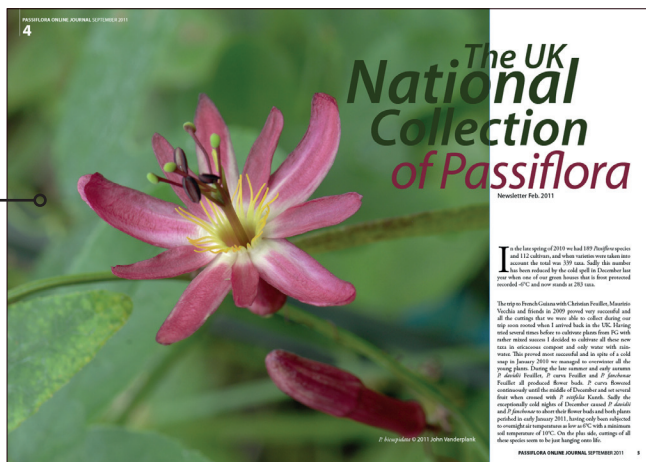 PASSIFLORA ONLINE JOURNAL SEPTEMBER 2011
4
The UK
National
Collection
of Passiflora
Newsletter Feb. 2011
In the late spring of 2010 we had 189 Passiflora species
and 112 cultivars, and when varieties were taken into
account the total was 339 taxa. Sadly this number
has been reduced by the cold spell in December last
year when one of our green houses that is frost protected
recorded -6°C and now stands at 283 taxa.
The trip to French Guiana with Christian Feuillet, Maurizio
Vecchia and friends in 2009 proved very successful and
all the cuttings that we were able to collect during our
trip soon rooted when I arrived back in the UK. Having
tried several times before to cultivate plants from FG with
rather mixed success I decided to cultivate all these new
taxa in ericaceous compost and only water with rain-
water. This proved most successful and in spite of a cold
snap in January 2010 we managed to overwinter all the
young plants. During the late summer and early autumn
P. davidii Feuillet, P. curva Feuillet and P. fanchonae
Feuillet all produced flower buds. P. curva flowered
continuously until the middle of December and set several
fruit when crossed with P. vitifolia Kunth. Sadly the
exceptionally cold nights of December caused P. davidii
and P. fanchonae to abort their flower buds and both plants
perished in early January 2011, having only been subjected
to overnight air temperatures as low as 6°C with a minimum
soil temperature of 10°C. On the plus side, cuttings of all
these species seem to be just hanging onto life.
P. bicuspidata © 2011 John Vanderplank
PASSIFLORA ONLINE JOURNAL SEPTEMBER 2011 5